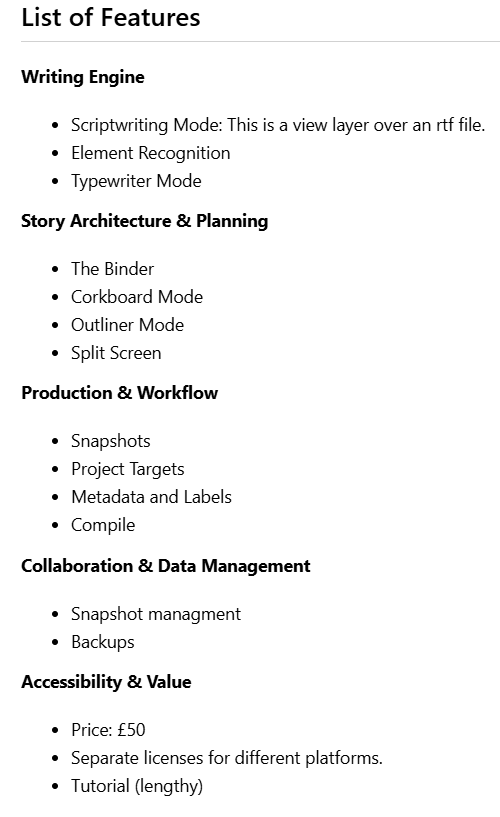 List of Features
Writing Engine
Scriptwriting Mode: This is a view layer over an rtf file.
Element Recognition
Typewriter Mode
Story Architecture & Planning
The Binder
Corkboard Mode
Outliner Mode
Split Screen
Production & Workflow
Snapshots
Project Targets
Metadata and Labels
Compile
Collaboration & Data Management
Snapshot managment
Backups
Accessibility & Value
Price: £50
Separate licenses for different platforms.
Tutorial (lengthy)